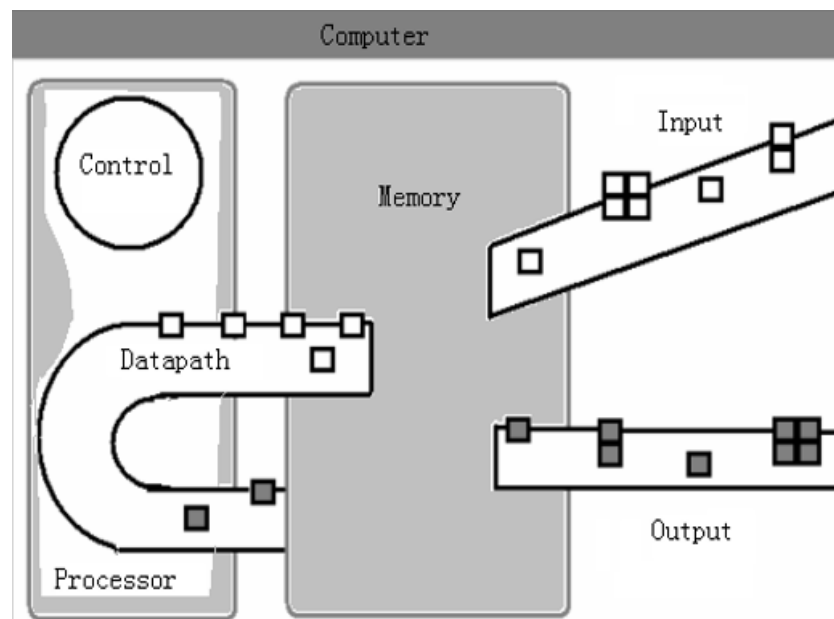 Computer
Control
Memory
Input
Datapath
Processor
Output